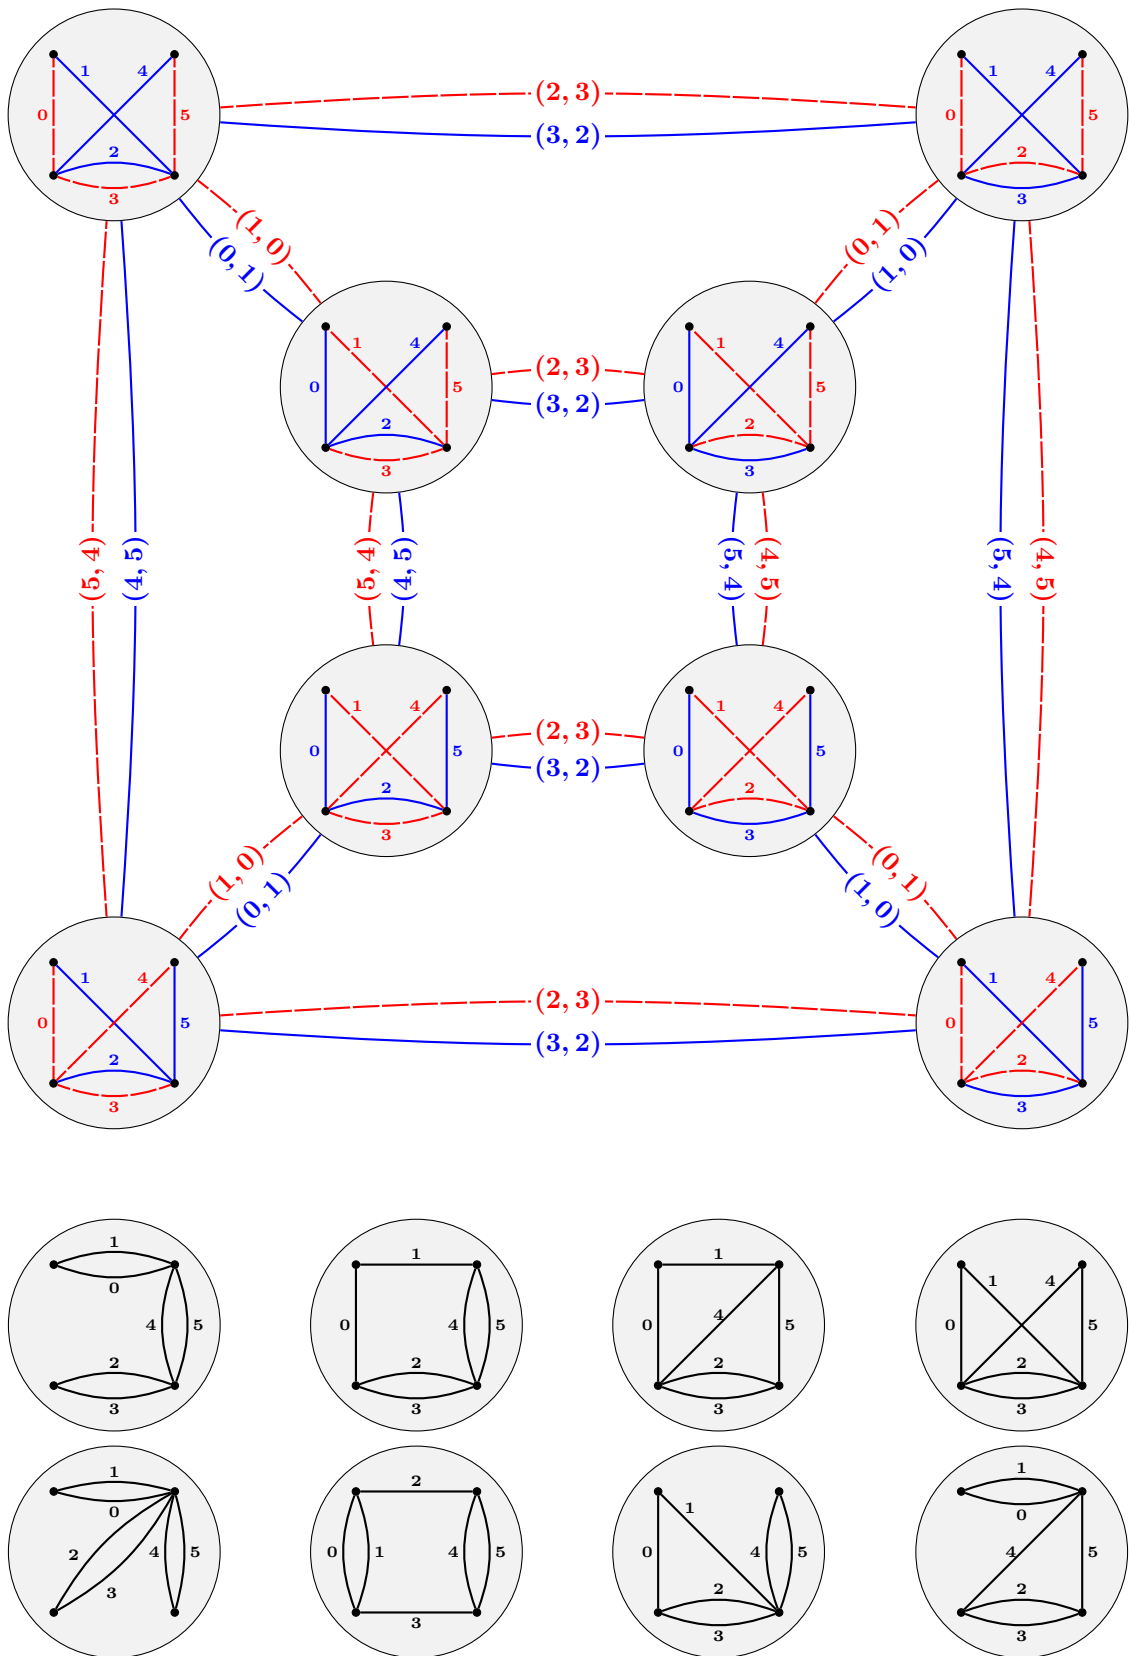 1 4 1 4
(2, 3)
0 5 0 5
(3, 2)
2 2
3 3
(1, 0) (0, 1)
(0, 1) (1, 0)
1 4 1 4
(2, 3)
0 5 0 5
(3, 2)
2 2
3 3
(5, 4) (4, 5) (5, 4) (4, 5) (5, 4) (4, 5) (5, 4) (4, 5)
1 4 1 4
(2, 3)
0 5 0 5
(3, 2)
2 2
3 3
(1, 0) (0, 1)
(0, 1) (1, 0)
1 4 1 4
(2, 3)
0 5 0 5
(3, 2)
2 2
3 3
1 1 1 1 4
0
4 5 0 4 5 0 4 5 0 5
2 2 2 2
3 3 3 3
1 2 1 1
0 0
2 4 5 0 1 4 5 0 4 5 4 5
3 2 2
3 3 3